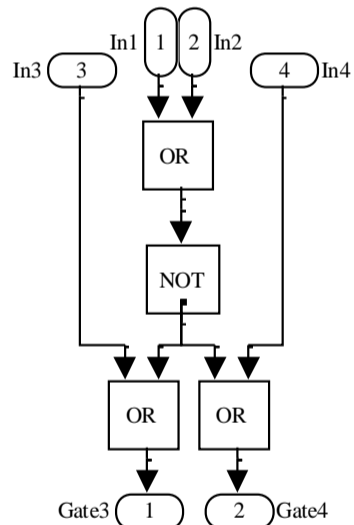 In1 1 2 In2
In3 3 4 In4
OR
NOT
OR OR
Gate3 1 2 Gate4